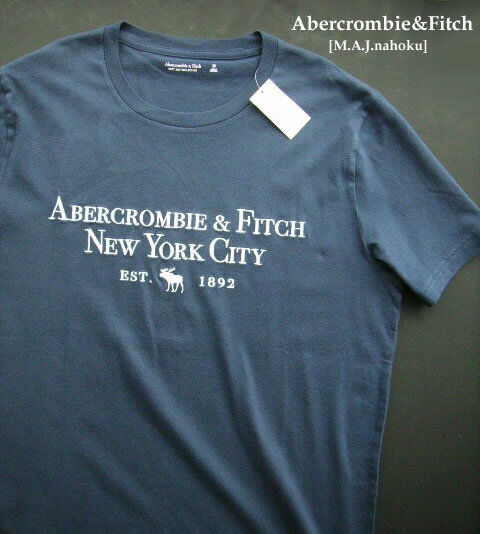 Abercrombie&Fitch
[M.A.J.nahoku]
Abercrombie & Fitch
ABERCROMBIE & FITCH
NEW YORK CITY
EST. 1892